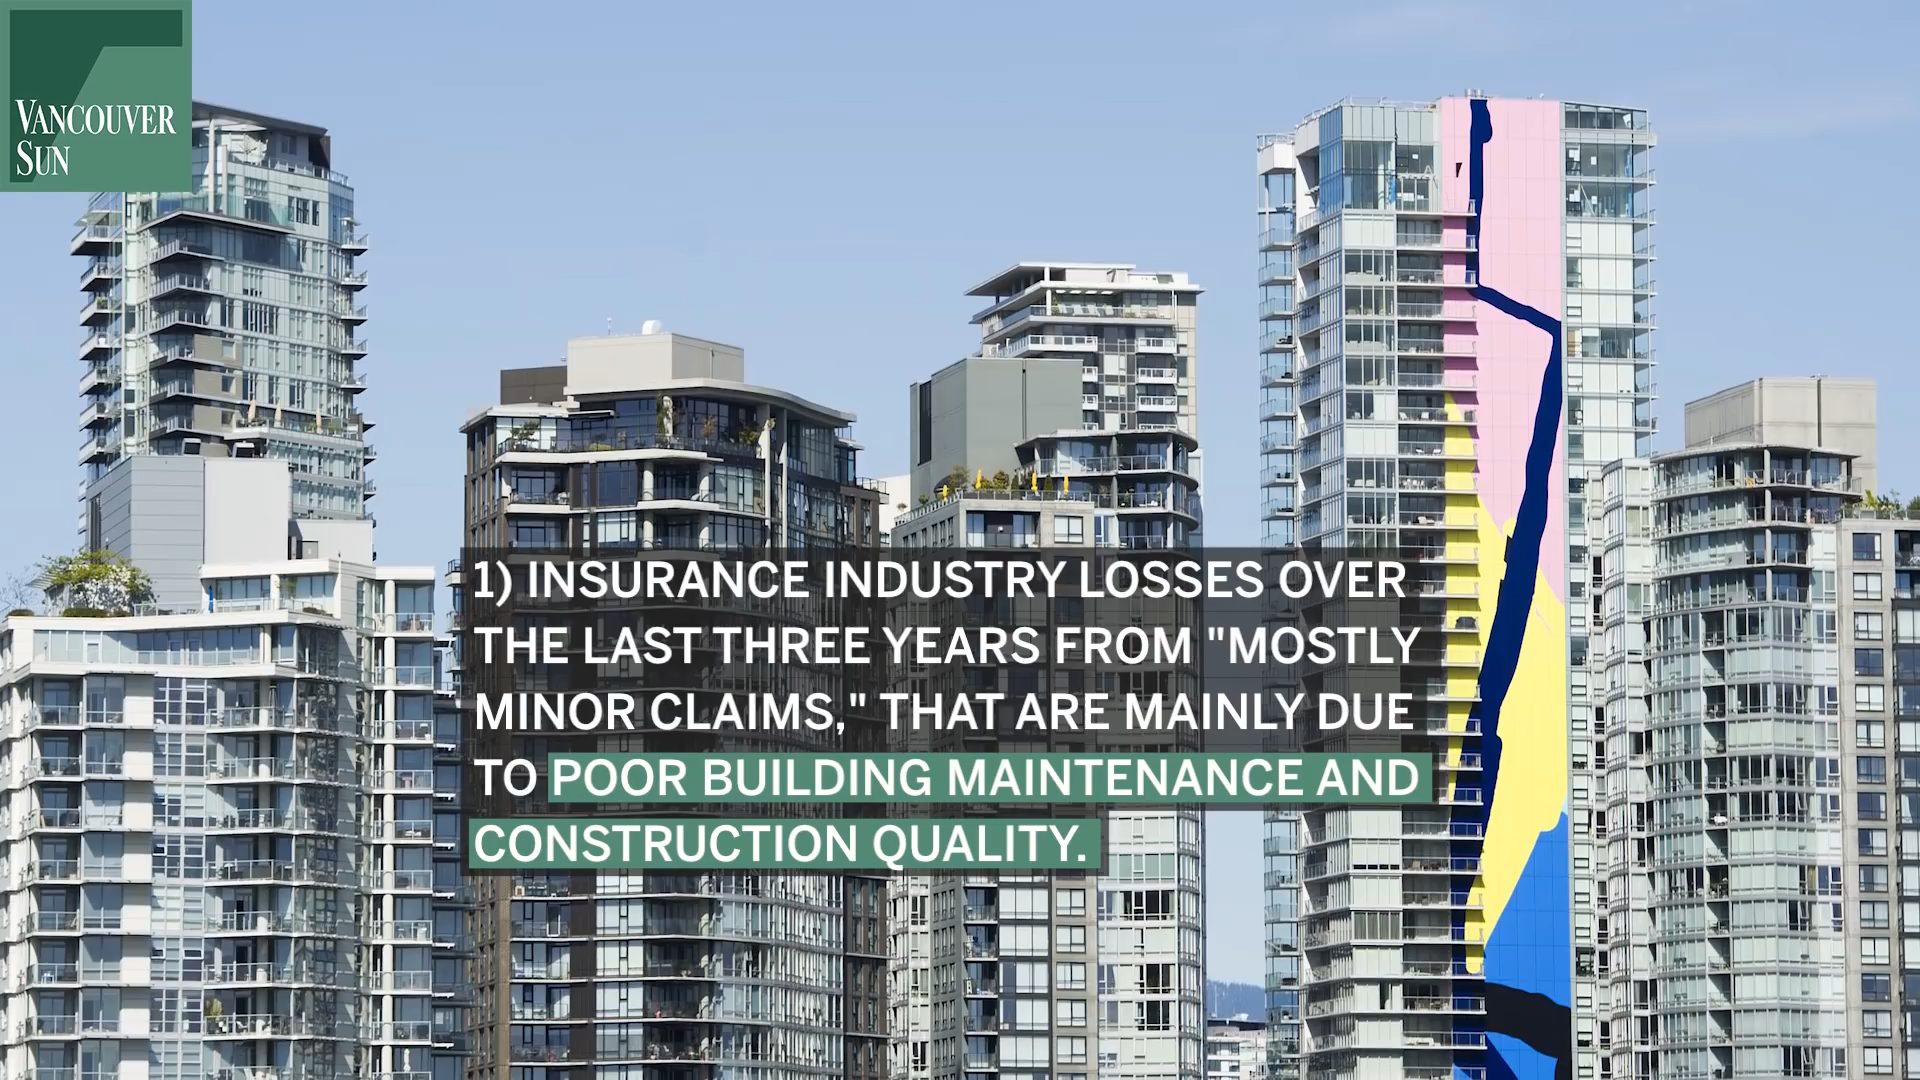 VANCOUVER
SUN
1) INSURANCE INDUSTRY LOSSES OVER
THE LAST THREE YEARS FROM "MOSTLY
MINOR CLAIMS," THAT ARE MAINLY DUE
TO POOR BUILDING MAINTENANCE AND
CONSTRUCTION QUALITY.